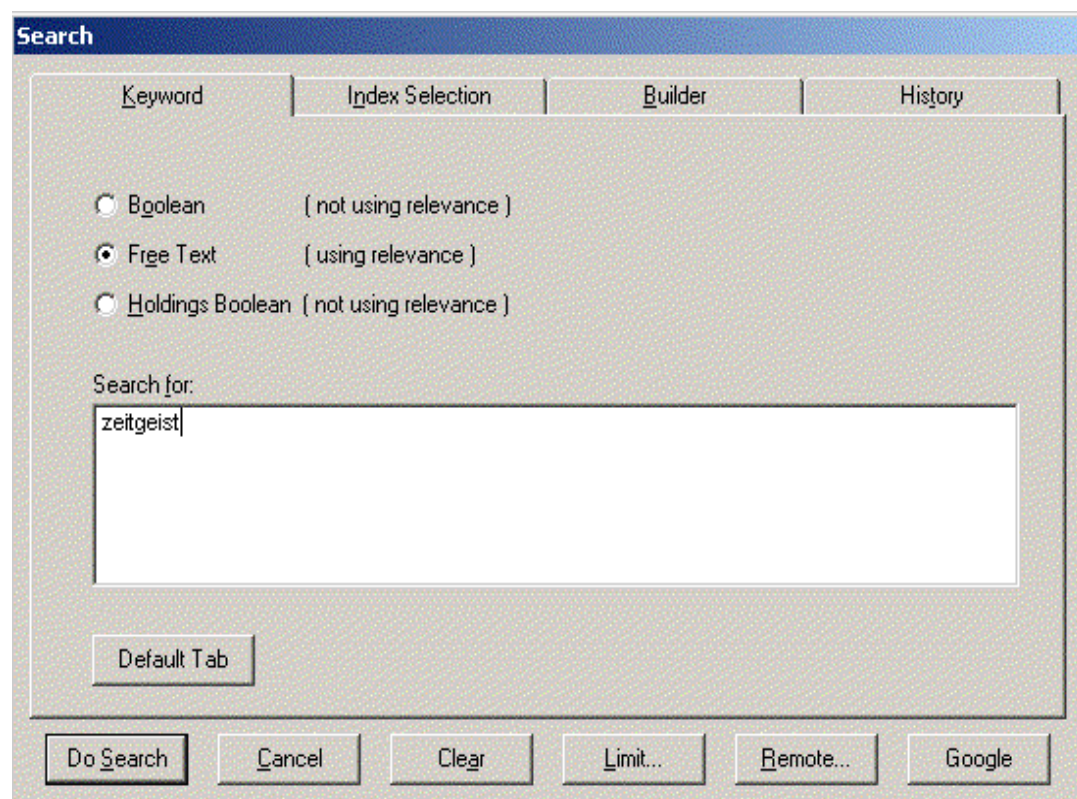 Search
Keyword Index Selection Builder History
Boolean ( not using relevance )
Free Text ( using relevance )
Holdings Boolean ( not using relevance )
Search for:
zeitgeist
Default Tab
Do Search Cancel Clear Limit... Remote... Google